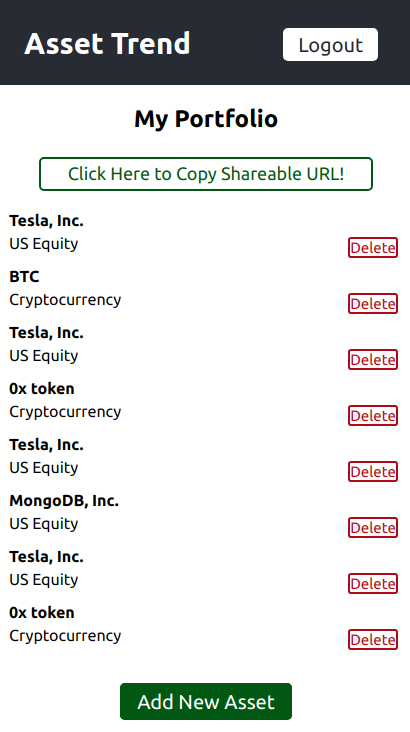 Asset Trend
Logout
My Portfolio
Click Here to Copy Shareable URL!
Tesla, Inc.
US Equity
Delete
BTC
Cryptocurrency
Delete
Tesla, Inc.
US Equity
Delete
0x token
Cryptocurrency
Delete
Tesla, Inc.
US Equity
Delete
MongoDB, Inc.
US Equity
Delete
Tesla, Inc.
US Equity
Delete
0x token
Cryptocurrency
Delete
Add New Asset